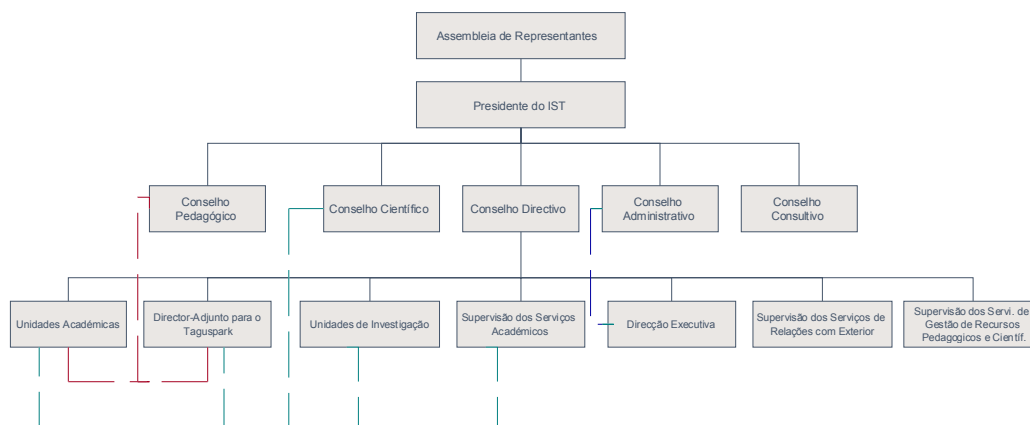 Assembleia de Representantes
Presidente do IST
Conselho
Pedagógico
Conselho Científico
Conselho Directivo
Conselho
Administrativo
Conselho
Consultivo
Unidades Académicas
Director-Adjunto para o
Taguspark
Unidades de Investigação
Supervisão dos Serviços
Académicos
Direcção Executiva
Supervisão dos Serviços de
Relações com Exterior
Supervisão dos Servi. de
Gestão de Recursos
Pedagogicos e Científ.